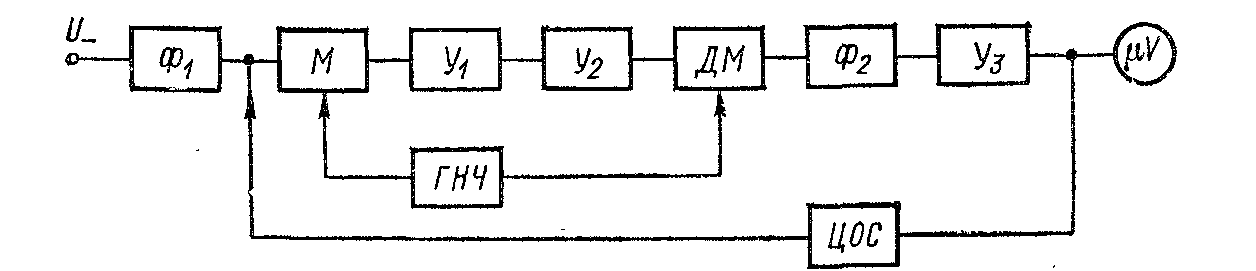 U_
Ф₁ М У₁ У₂ ДМ Ф₂ У₃ μV
ГНЧ
ЦОС